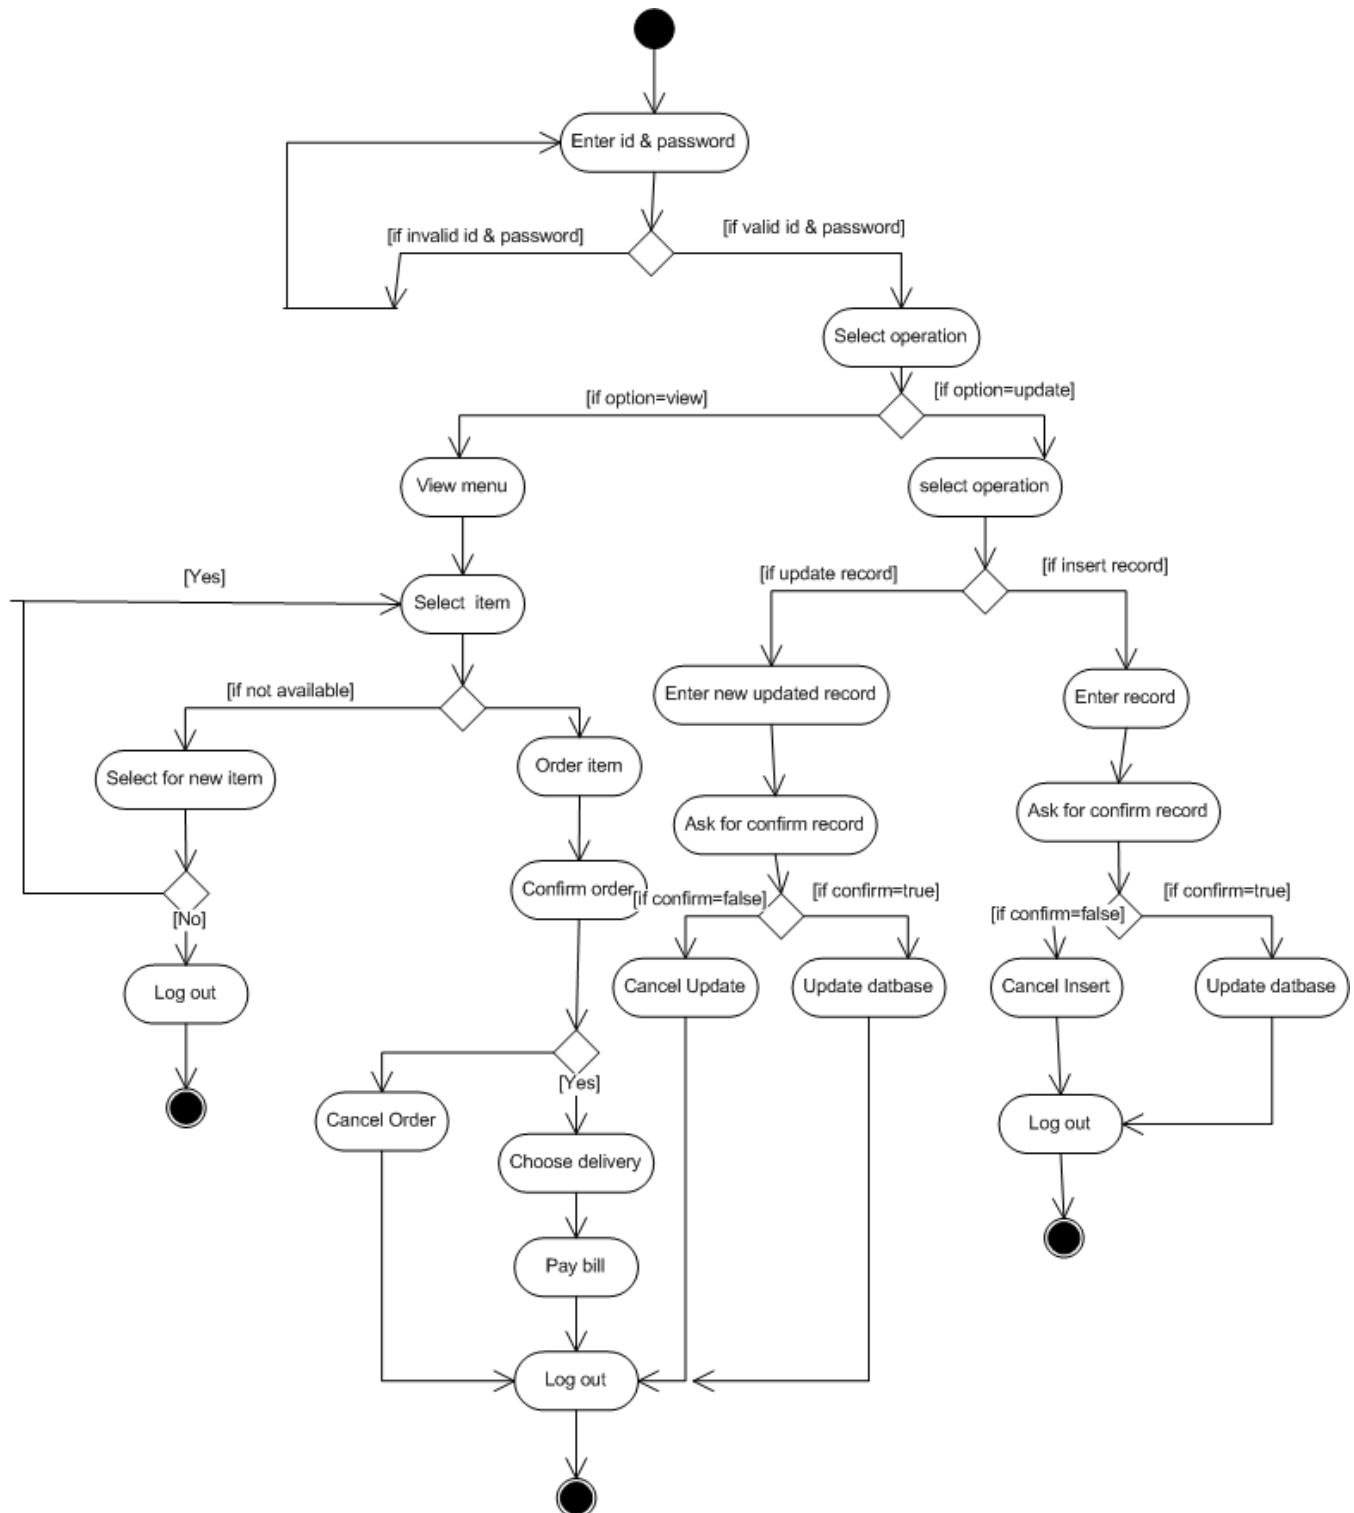 Enter id & password
[if invalid id & password]
[if valid id & password]
Select operation
[if option=view]
[if option=update]
View menu
select operation
[Yes]
Select item
[if update record]
[if insert record]
[if not available]
Enter new updated record
Enter record
Select for new item
Order item
Ask for confirm record
Ask for confirm record
Confirm order
[if confirm=false]
[if confirm=true]
[if confirm=false]
[if confirm=true]
[No]
Log out
Cancel Update
Update datbase
Cancel Insert
Update datbase
[Yes]
Cancel Order
Log out
Choose delivery
Pay bill
Log out